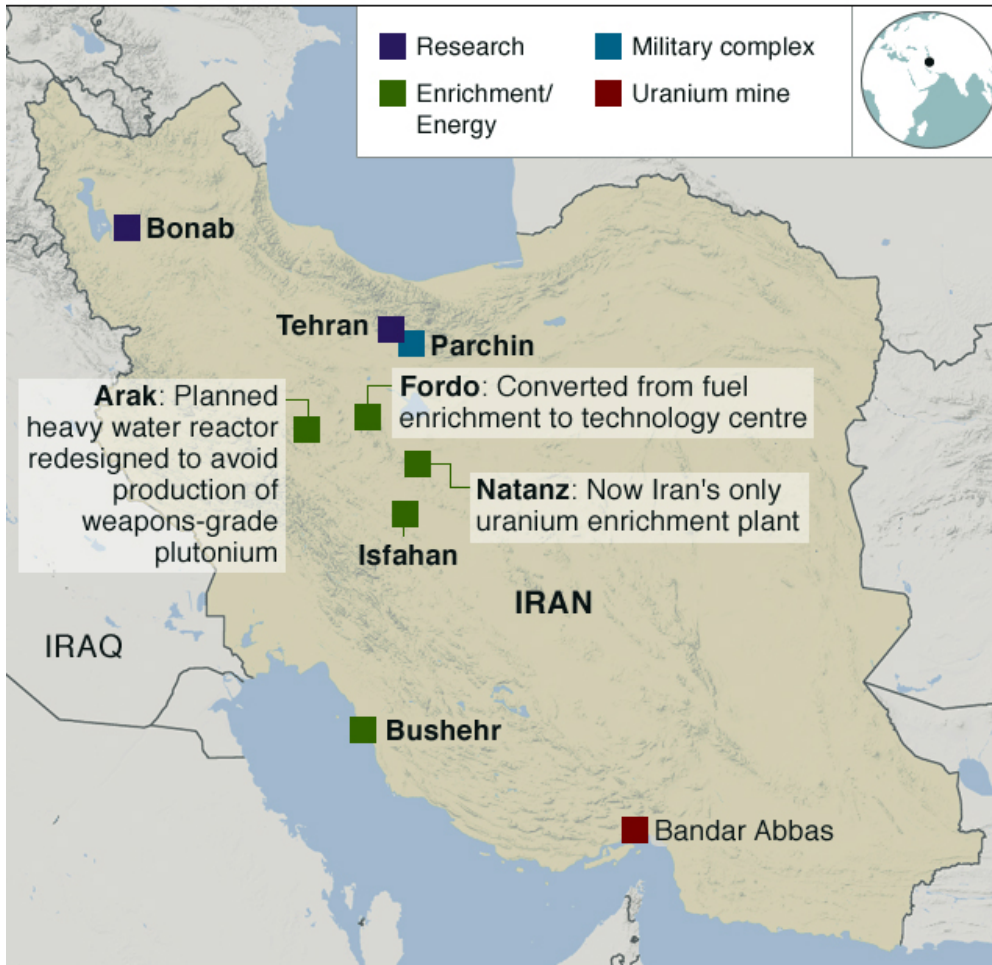 Research
Military complex
Enrichment/
Energy
Uranium mine
Bonab
Tehran
Parchin
Arak: Planned
heavy water reactor
redesigned to avoid
production of
weapons-grade
plutonium
Fordo: Converted from fuel
enrichment to technology centre
Natanz: Now Iran's only
uranium enrichment plant
Isfahan
IRAN
IRAQ
Bushehr
Bandar Abbas